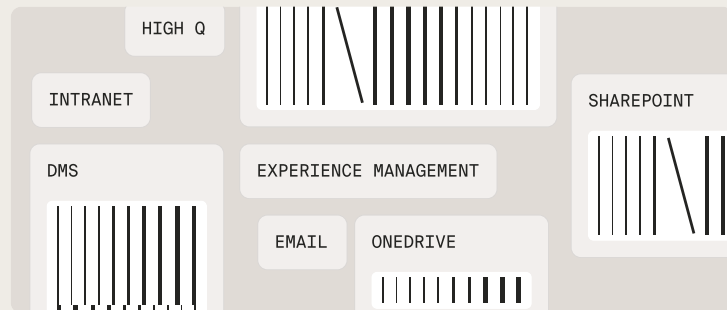 HIGH Q
INTRANET
SHAREPOINT
DMS
EXPERIENCE MANAGEMENT
EMAIL
ONEDRIVE